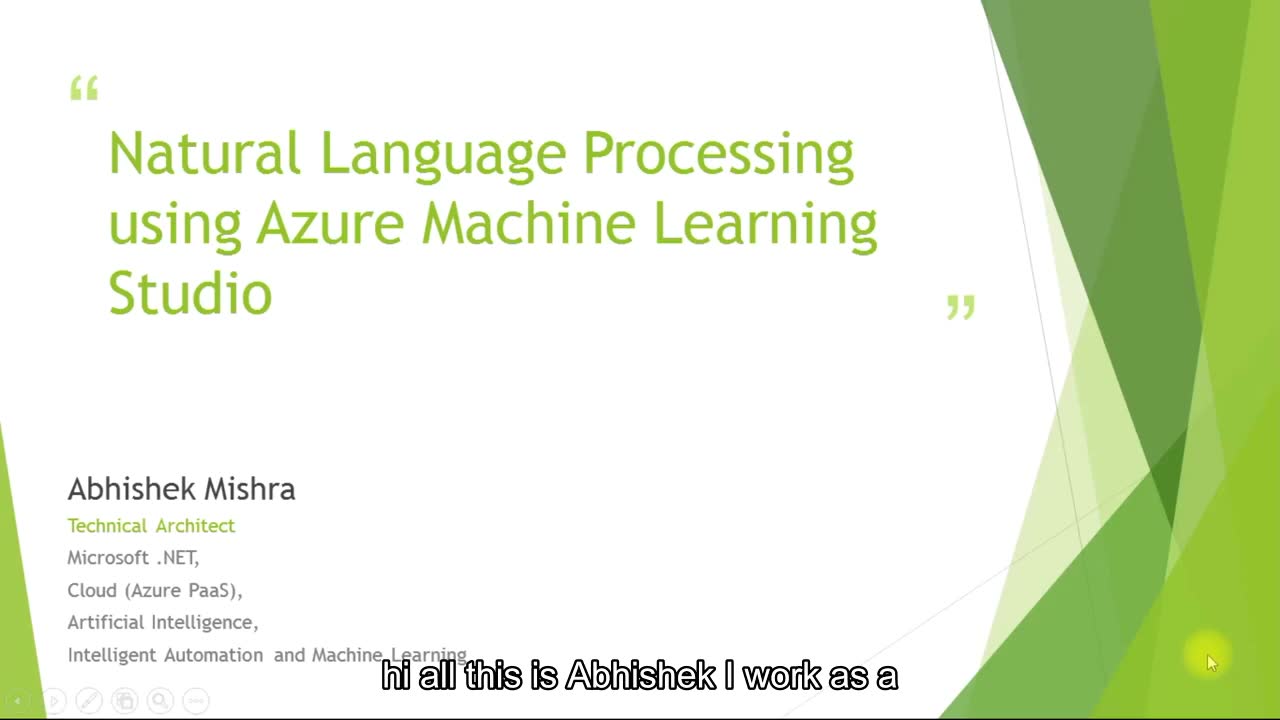 “
Natural Language Processing
using Azure Machine Learning
Studio
”
Abhishek Mishra
Technical Architect
Microsoft .NET,
Cloud (Azure PaaS),
Artificial Intelligence,
Intelligent Automation and Machine Learning
hi all this is Abhishek I work as a